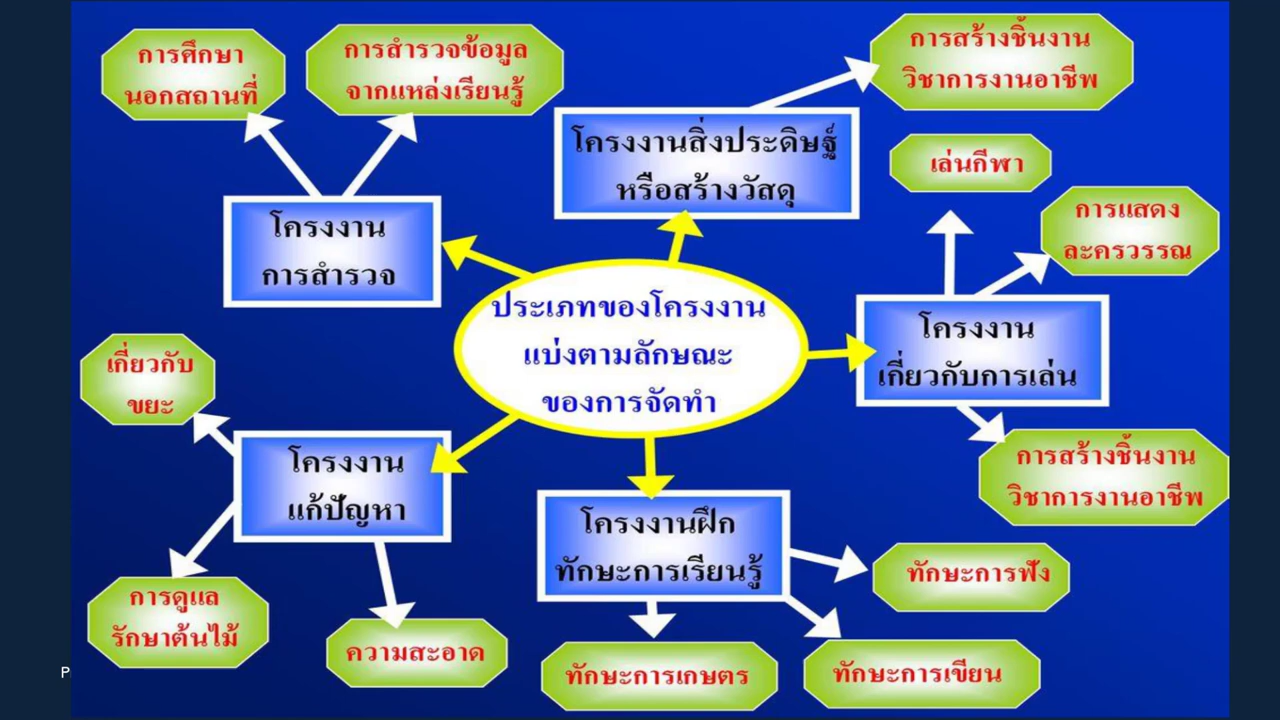 การศึกษา
นอกสถานที่
การสำรวจข้อมูล
จากแหล่งเรียนรู้
การสร้างชิ้นงาน
วิชาการงานอาชีพ
โครงงานสิ่งประดิษฐ์
หรือสร้างวัสดุ
เล่นกีฬา
การแสดง
ละครวรรณ
โครงงาน
การสำรวจ
ประเภทของโครงงาน
แบ่งตามลักษณะ
ของการจัดทำ
โครงงาน
เกี่ยวกับการเล่น
เกี่ยวกับ
ขยะ
โครงงาน
แก้ปัญหา
การสร้างชิ้นงาน
วิชาการงานอาชีพ
โครงงานฝึก
ทักษะการเรียนรู้
ทักษะการฟัง
การดูแล
รักษาต้นไม้
ความสะอาด
ทักษะการเกษตร
ทักษะการเขียน